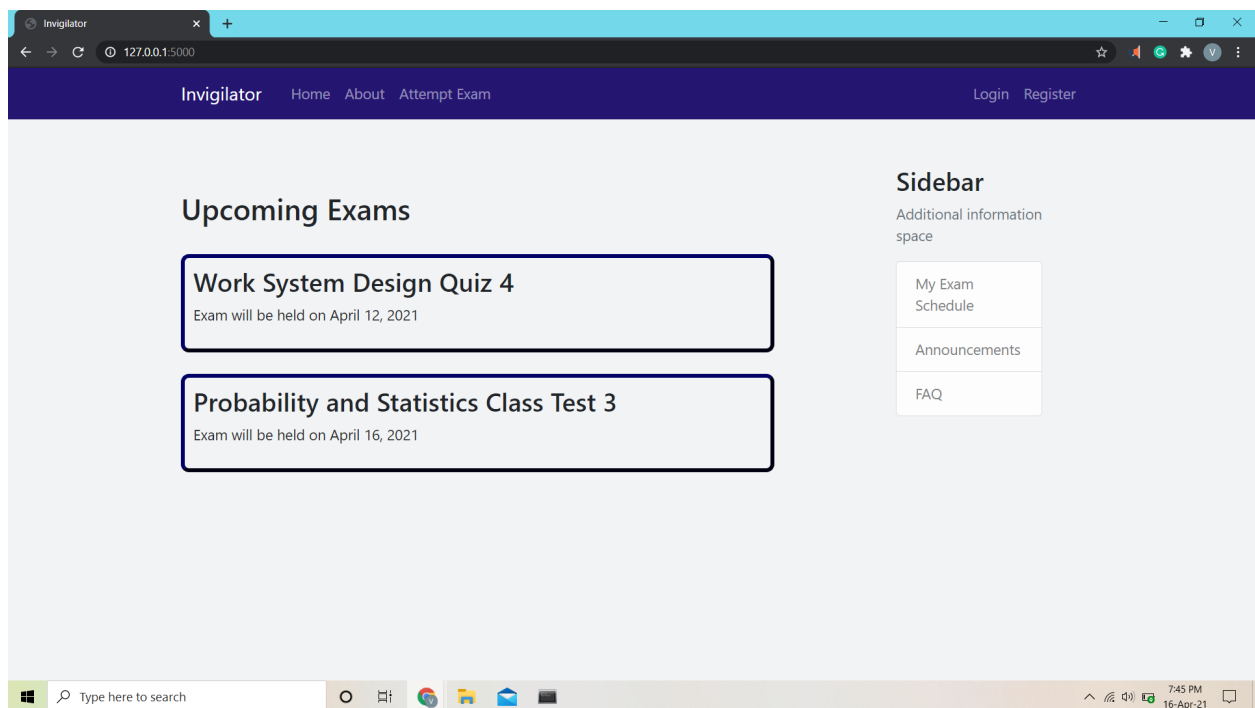 Invigilator
127.0.0.1:5000
V
Invigilator Home About Attempt Exam Login Register
Upcoming Exams
Work System Design Quiz 4
Exam will be held on April 12, 2021
Probability and Statistics Class Test 3
Exam will be held on April 16, 2021
Sidebar
Additional information
space
My Exam
Schedule
Announcements
FAQ
Type here to search
7:45 PM
16-Apr-21